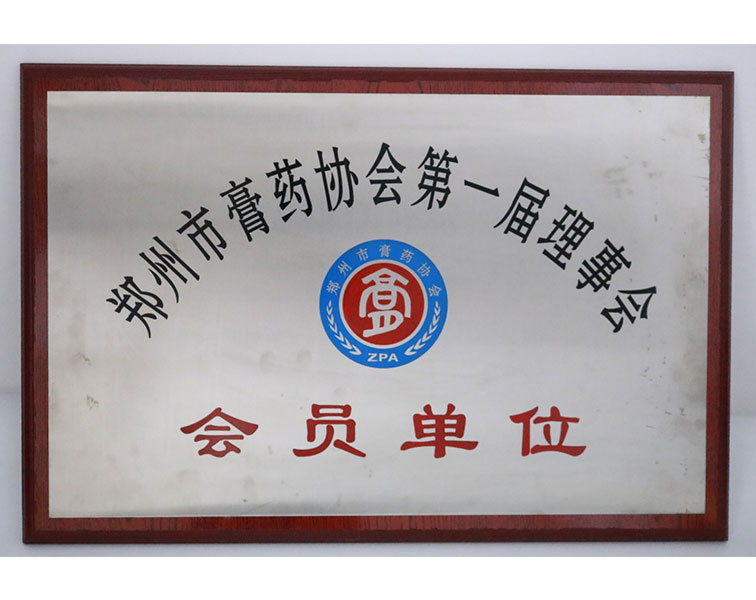 郑州市膏药协会第一届理事会
郑州市膏药协会
膏
ZPA
会员单位